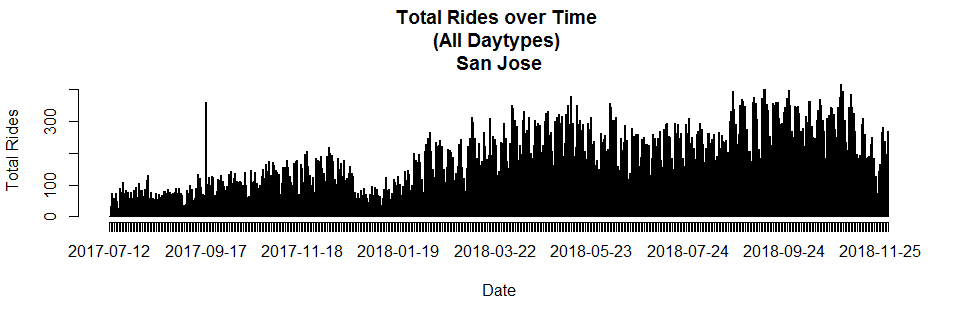 Total Rides over Time
(All Daytypes)
San Jose
Total Rides
300
100
0
2017-07-12 2017-09-17 2017-11-18 2018-01-19 2018-03-22 2018-05-23 2018-07-24 2018-09-24 2018-11-25
Date